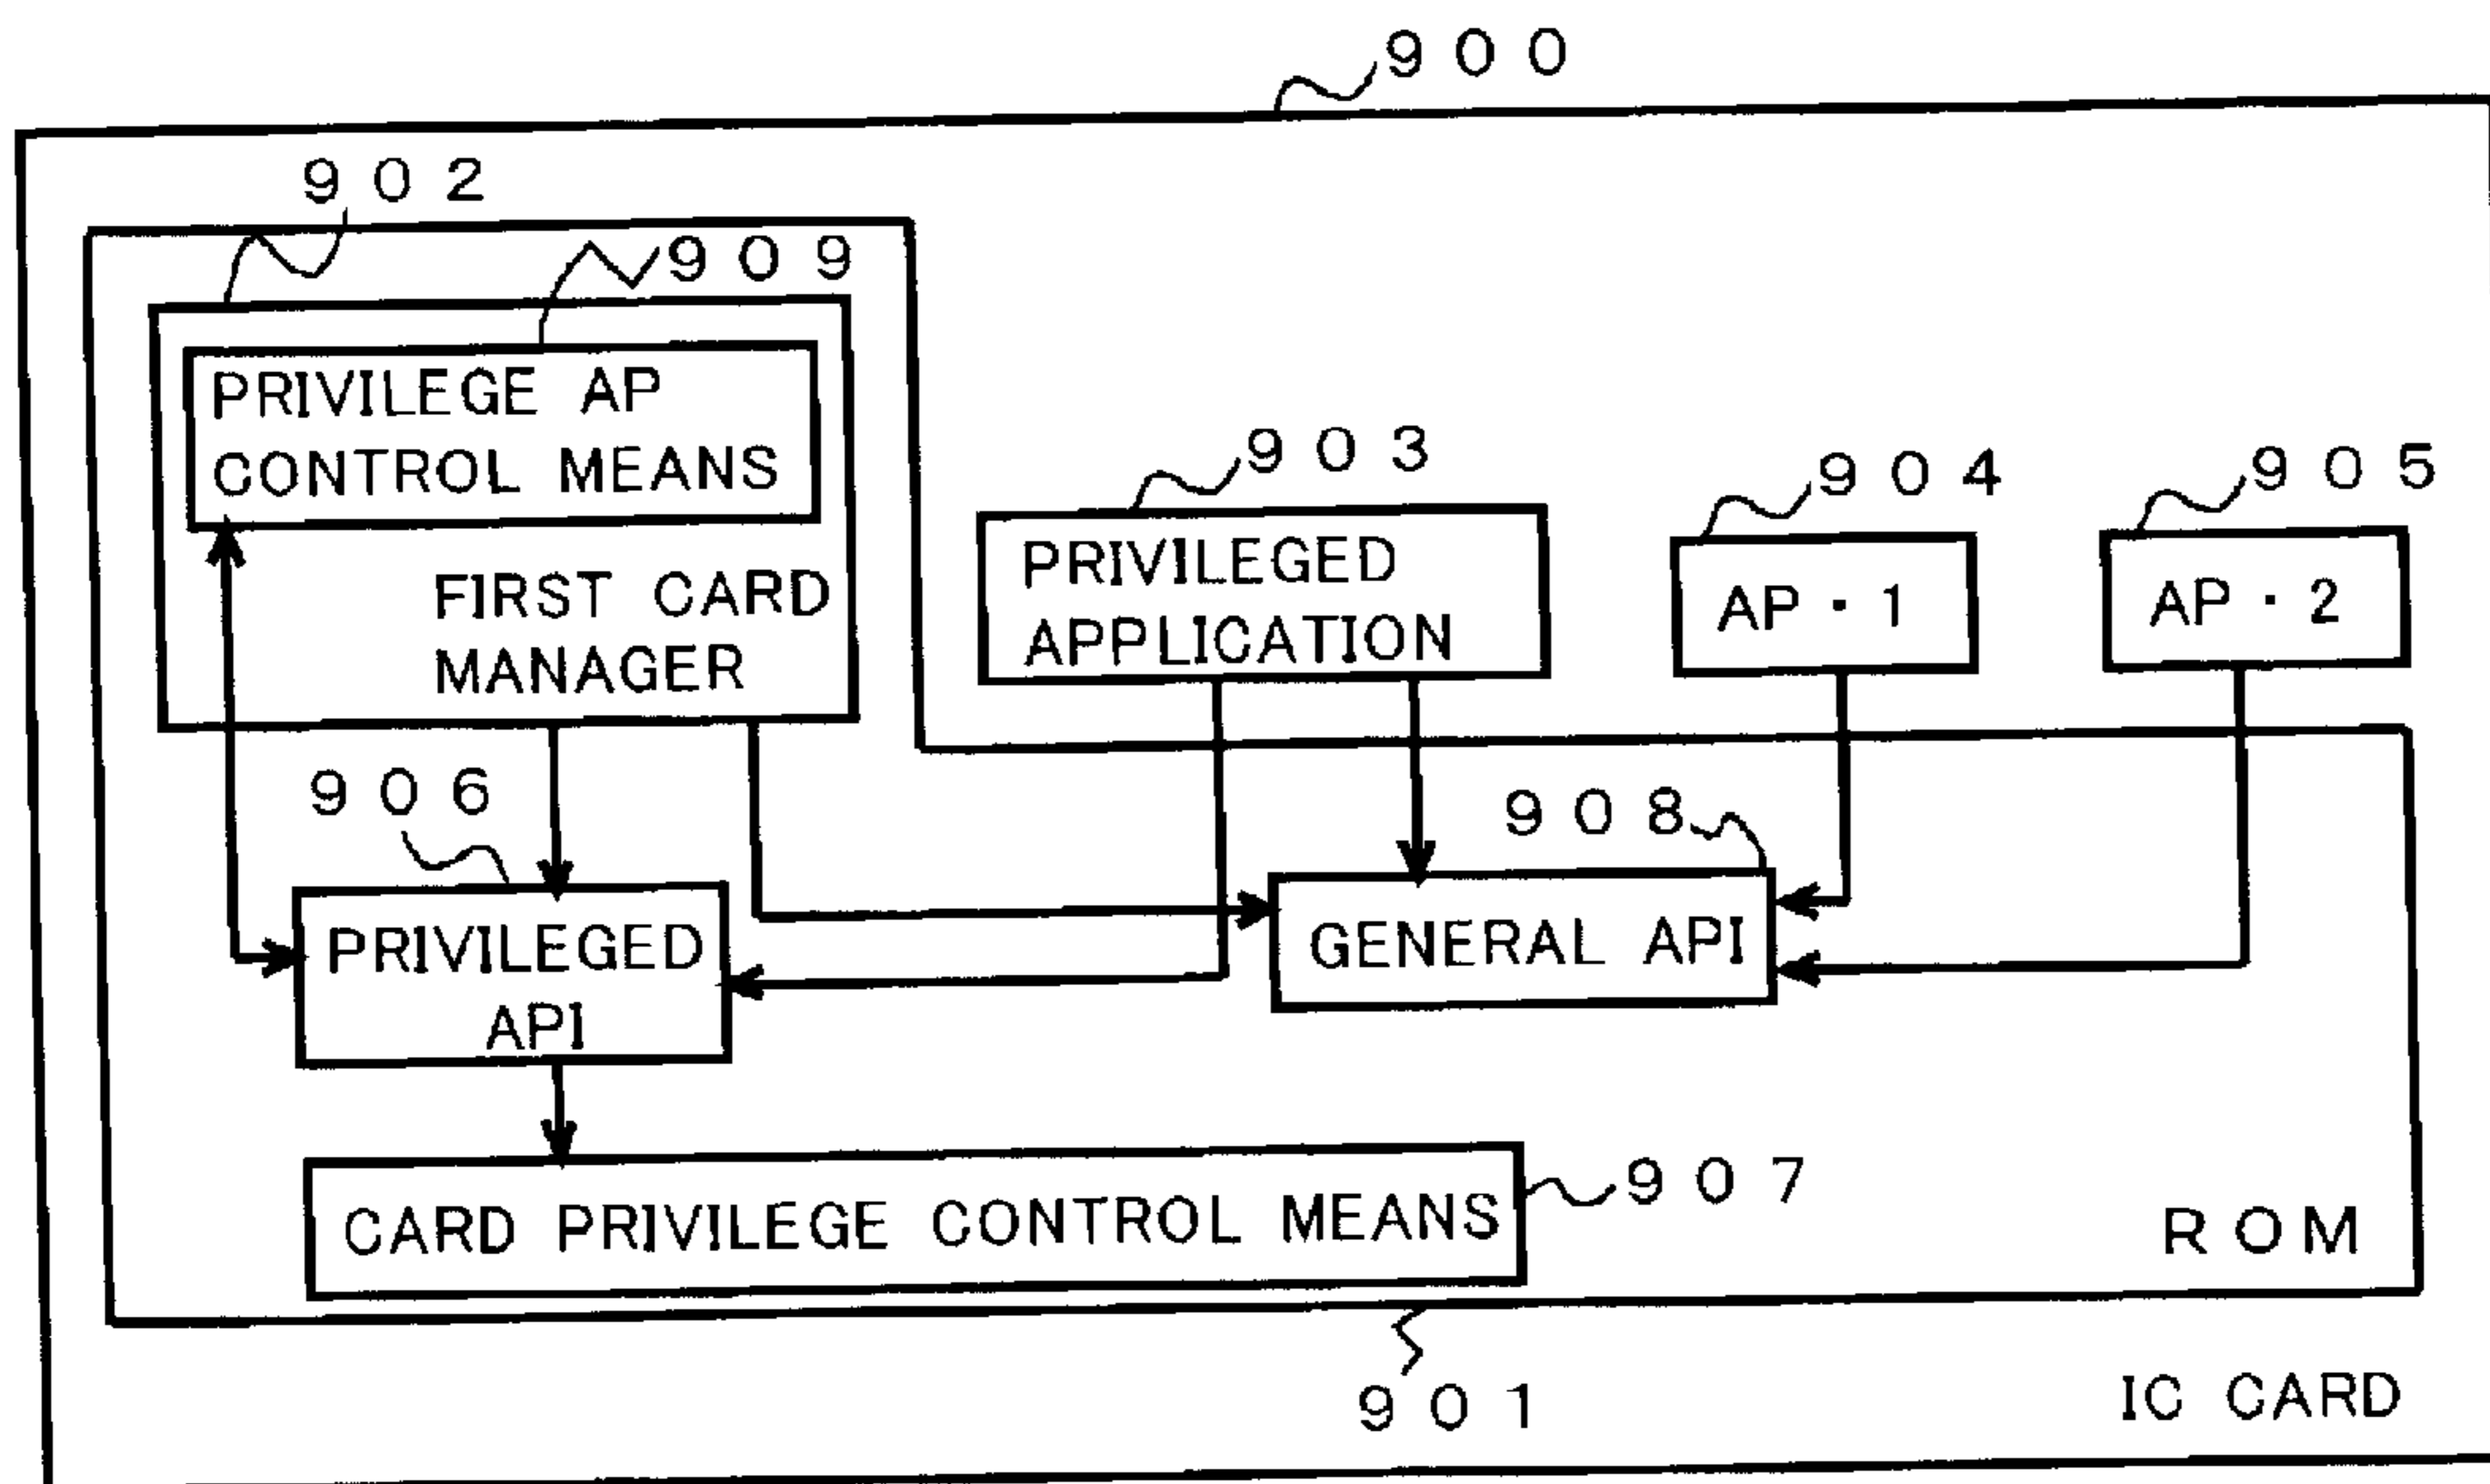 900
902
909
PRIVILEGE AP
CONTROL MEANS
FIRST CARD
MANAGER
903
PRIVILEGED
APPLICATION
904
AP・1
905
AP・2
906
PRIVILEGED
API
908
GENERAL API
CARD PRIVILEGE CONTROL MEANS
907
ROM
901
IC CARD